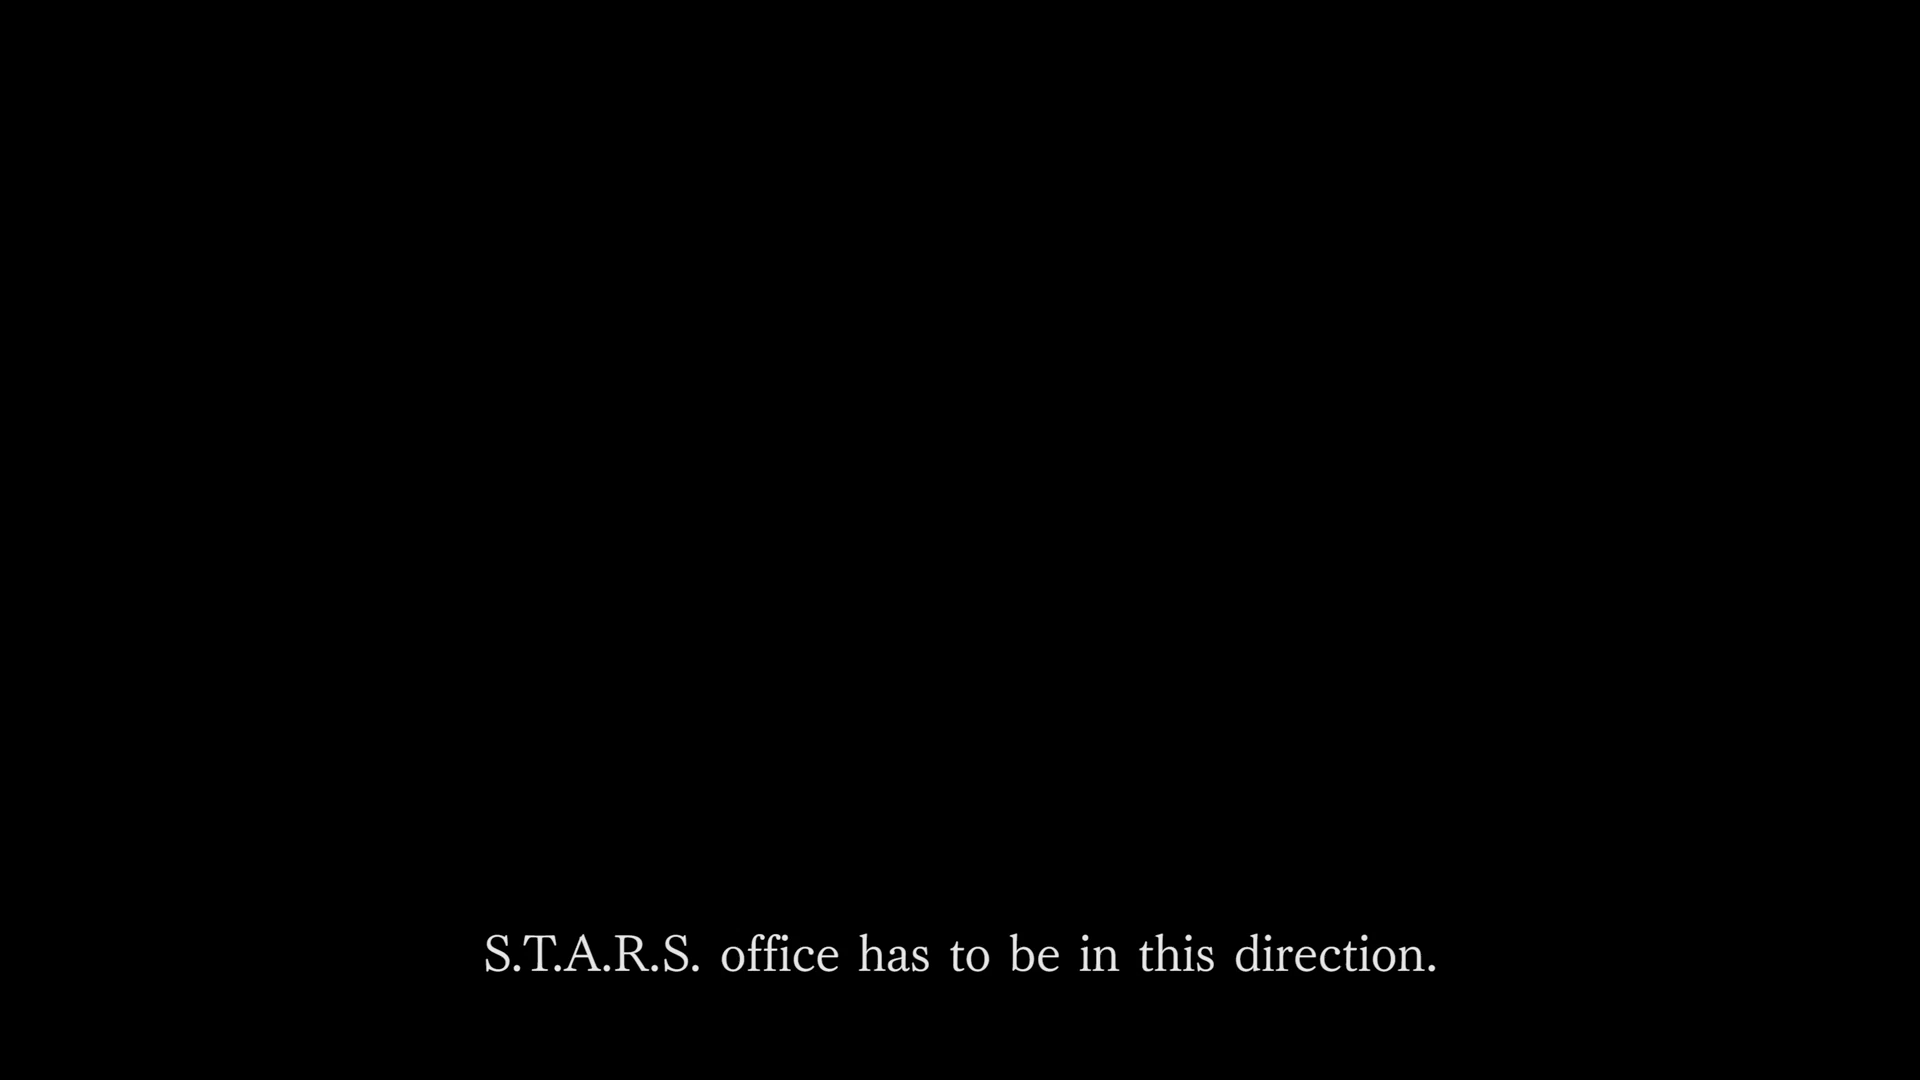 S.T.A.R.S. office has to be in this direction.